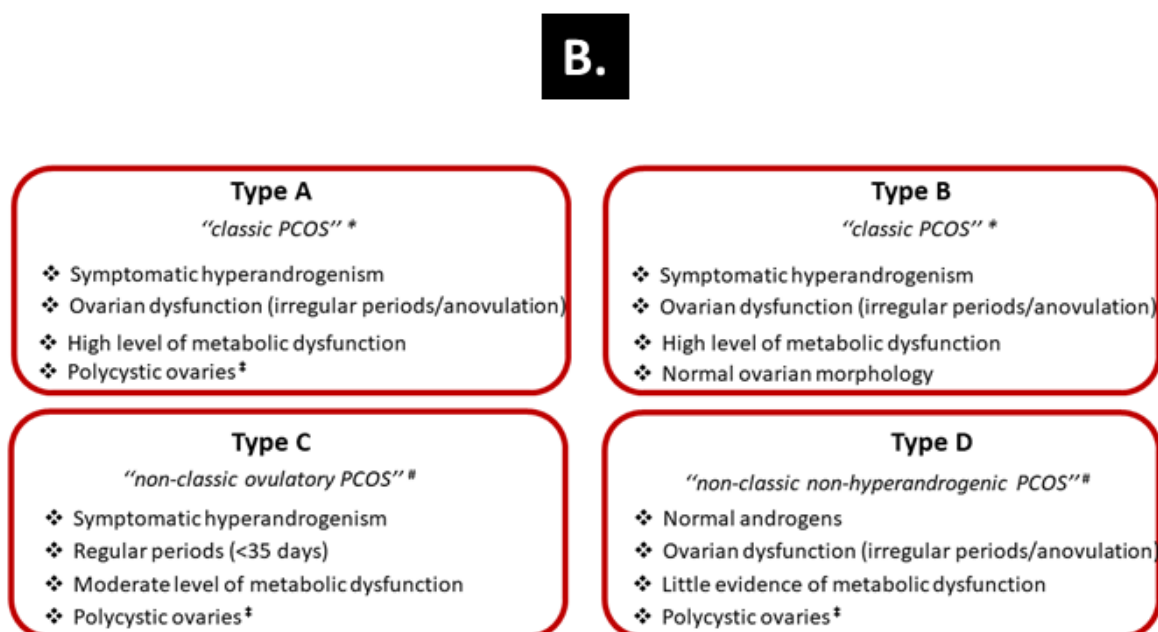 B.
Type A
“classic PCOS” *
❖ Symptomatic hyperandrogenism
❖ Ovarian dysfunction (irregular periods/anovulation)
❖ High level of metabolic dysfunction
❖ Polycystic ovaries‡
Type B
“classic PCOS” *
❖ Symptomatic hyperandrogenism
❖ Ovarian dysfunction (irregular periods/anovulation)
❖ High level of metabolic dysfunction
❖ Normal ovarian morphology
Type C
“non-classic ovulatory PCOS”#
❖ Symptomatic hyperandrogenism
❖ Regular periods (<35 days)
❖ Moderate level of metabolic dysfunction
❖ Polycystic ovaries‡
Type D
“non-classic non-hyperandrogenic PCOS”#
❖ Normal androgens
❖ Ovarian dysfunction (irregular periods/anovulation)
❖ Little evidence of metabolic dysfunction
❖ Polycystic ovaries‡